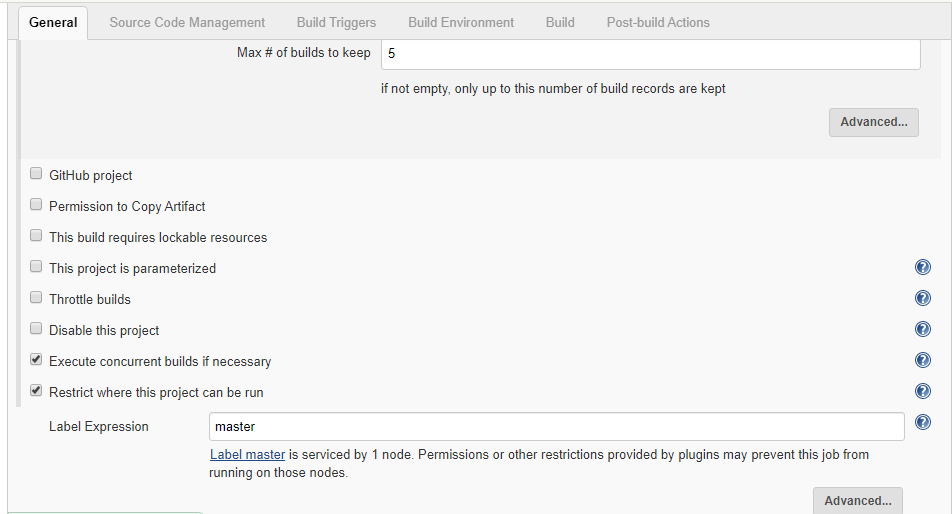 General Source Code Management Build Triggers Build Environment Build Post-build Actions
Max # of builds to keep 5
if not empty, only up to this number of build records are kept
Advanced...
GitHub project
Permission to Copy Artifact
This build requires lockable resources
This project is parameterized ?
Throttle builds ?
Disable this project ?
Execute concurrent builds if necessary ?
Restrict where this project can be run ?
Label Expression master ?
Label master is serviced by 1 node. Permissions or other restrictions provided by plugins may prevent this job from
running on those nodes.
Advanced...